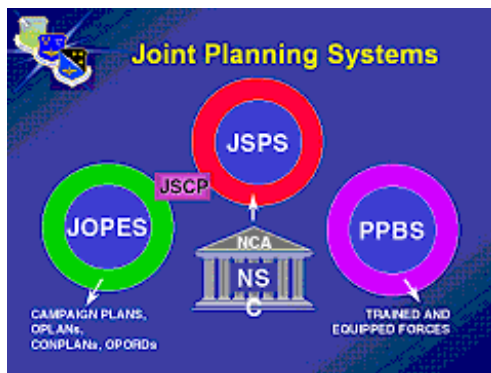 Joint Planning Systems
JSPS
JSCP
JOPES
PPBS
NCA
NS
C
CAMPAIGN PLANS,
OPLANs,
CONPLANs, OPORDs
TRAINED AND
EQUIPPED FORCES